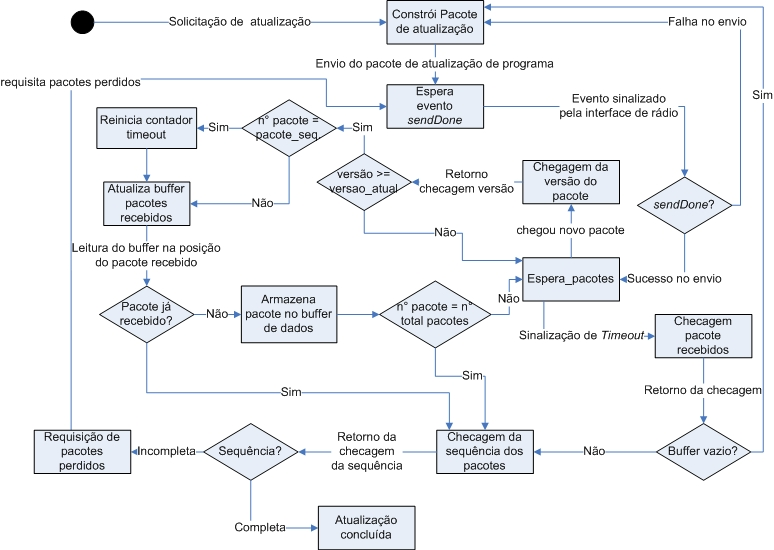 Solicitação de atualização
Constrói Pacote
de atualização
Falha no envio
Envio do pacote de atualização de programa
requisita pacotes perdidos
Espera
evento
sendDone
Evento sinalizado
pela interface de rádio
Sim
Reinicia contador
timeout
Sim
n° pacote =
pacote_seq.
Sim
versão >=
versao_atual
Retorno
checagem versão
Chegagem da
versão do
pacote
sendDone?
Atualiza buffer
pacotes
recebidos
Não
Não
chegou novo pacote
Leitura do buffer na posição
do pacote recebido
Espera_pacotes
Sucesso no envio
Pacote já
recebido?
Não
Armazena
pacote no buffer
de dados
n° pacote = n°
total pacotes
Não
Sinalização de Timeout
Checagem
pacote
recebidos
Sim
Sim
Retorno da checagem
Requisição de
pacotes
perdidos
Incompleta
Sequência?
Retorno da
checagem
da sequência
Checagem da
sequência dos
pacotes
Não
Buffer vazio?
Completa
Atualização
concluída